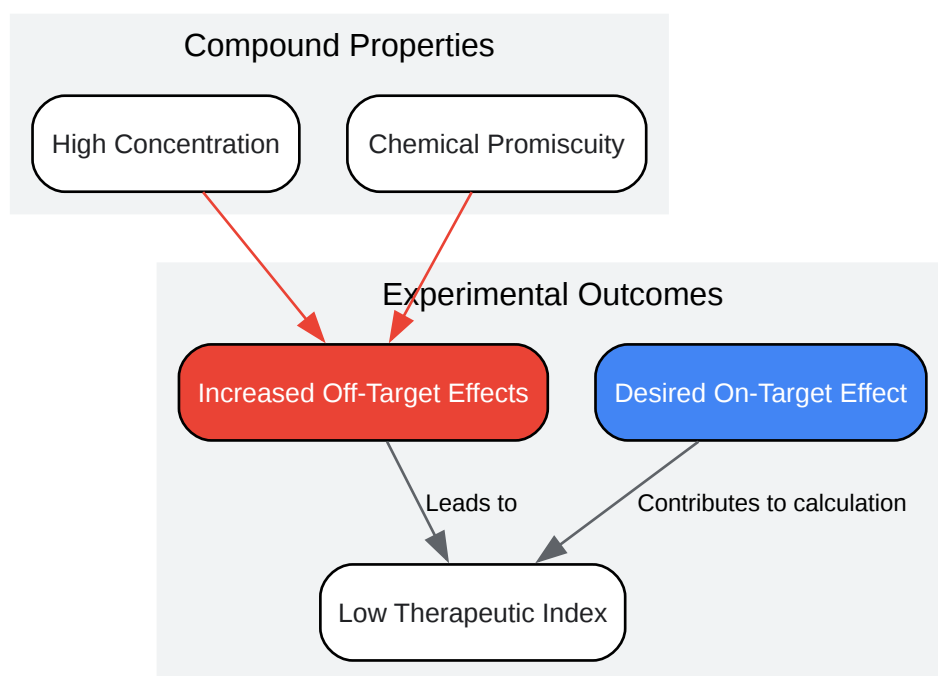 Compound Properties
High Concentration
Chemical Promiscuity
Experimental Outcomes
Increased Off-Target Effects
Desired On-Target Effect
Leads to
Contributes to calculation
Low Therapeutic Index